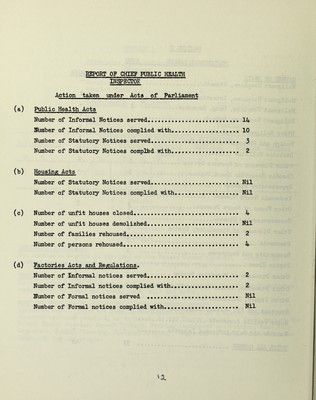 REPORT OF CHIEF PUBLIC HEALTH
INSPECTOR
Action taken under Acts of Parliament
(a) Public Health Acts
Number of Informal Notices served........................ 14
Number of Informal Notices complied with.................. 10
Number of Statutory Notices served....................... 3
Number of Statutory Notices complied with................. 2
(b) Housing Acts
Number of Statutory Notices served....................... Nil
Number of Statutory Notices complied with................ Nil
(c) Number of unfit houses closed............................ 4
Number of unfit houses demolished........................ Nil
Number of families rehoused.............................. 2
Number of persons rehoused............................... 4
(d) Factories Acts and Regulations.
Number of Informal notices served........................ 2
Number of Informal notices complied with................. 2
Number of Formal notices served ........................ Nil
Number of Formal notices complied with................... Nil
12